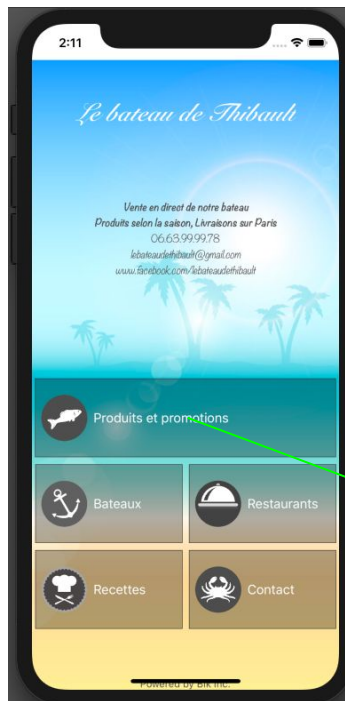 2:11
Le bateau de Thibault
Vente en direct de notre bateau
Produits selon la saison, Livraisons sur Paris
06.63.99.99.78
lebateaudethibault@gmail.com
www.facebook.com/lebateaudethibault
Produits et promotions
Bateaux
Restaurants
Recettes
Contact
Powered by Bik Inc.